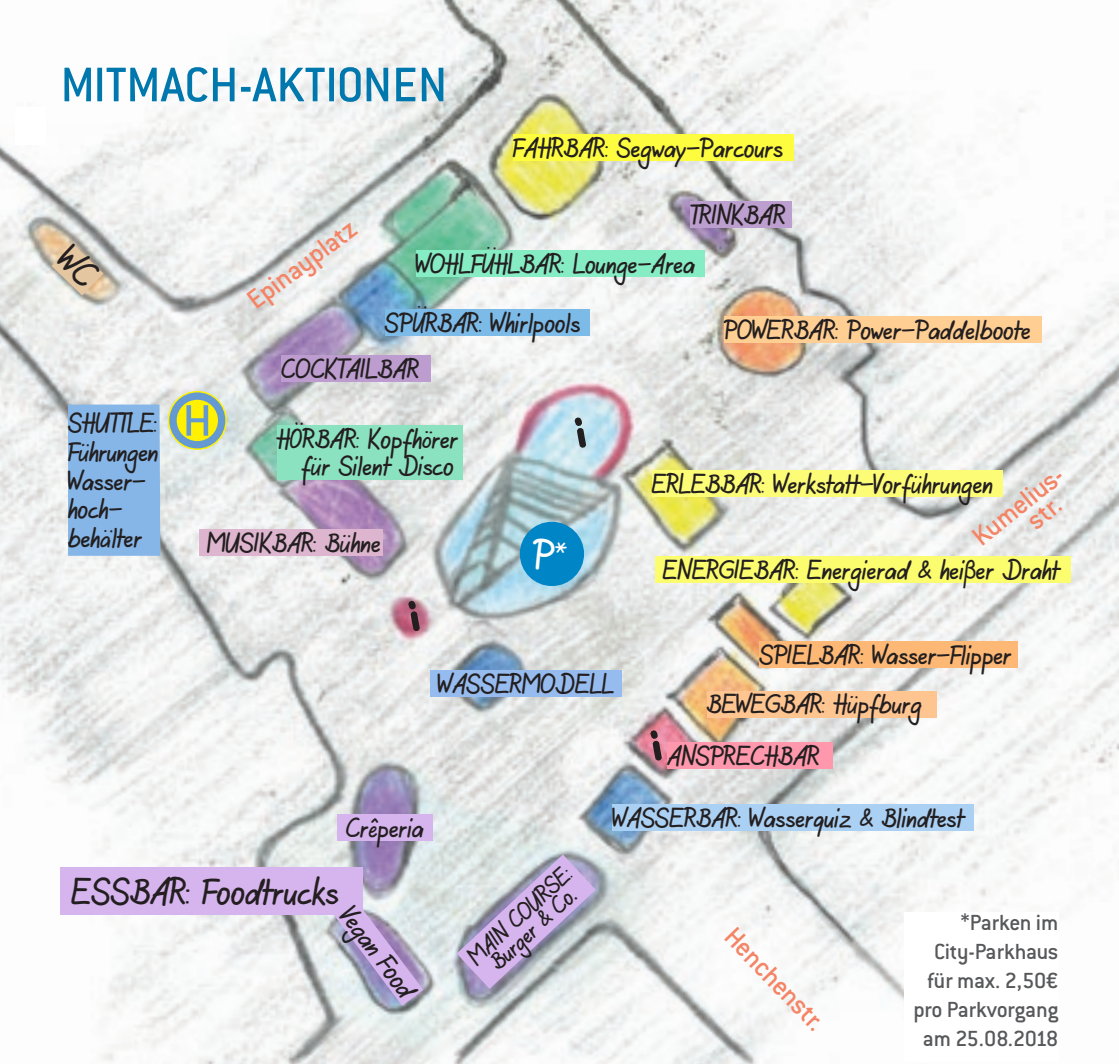 MITMACH-AKTIONEN
FAHRBAR: Segway-Parcours
TRINKBAR
WC
Epinayplatz
WOHLFÜHLBAR: Lounge-Area
SPÜRBAR: Whirlpools
POWERBAR: Power-Paddelboote
COCKTAILBAR
SHUTTLE:
Führungen
Wasser-
hoch-
behälter
H
HÖRBAR: Kopfhörer
für Silent Disco
i
ERLEBBAR: Werkstatt-Vorführungen
Kumelius-
str.
MUSIKBAR: Bühne
P*
ENERGIEBAR: Energierad & heißer Draht
i
SPIELBAR: Wasser-Flipper
WASSERMODELL
BEWEGBAR: Hüpfburg
i ANSPRECHBAR
WASSERBAR: Wasserquiz & Blindtest
Crêperia
ESSBAR: Foodtrucks
Vegan Food
MAIN COURSE:
Burger & Co.
Henchenstr.
*Parken im
City-Parkhaus
für max. 2,50€
pro Parkvorgang
am 25.08.2018